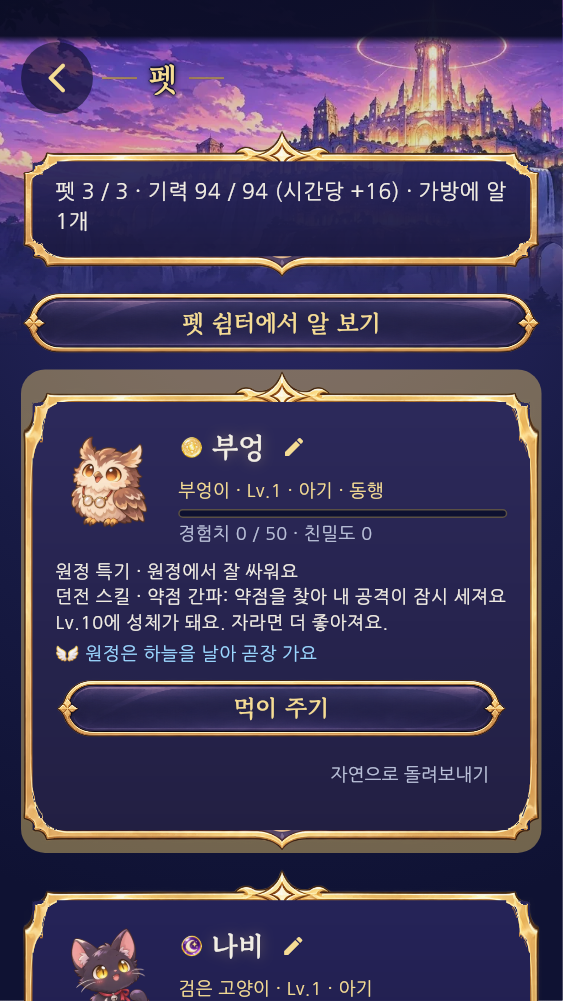 펫
펫 3 / 3 · 기력 94 / 94 (시간당 +16) · 가방에 알
1개
펫 쉼터에서 알 보기
부엉
부엉이 · Lv.1 · 아기 · 동행
경험치 0 / 50 · 친밀도 0
원정 특기 · 원정에서 잘 싸워요
던전 스킬 · 약점 간파: 약점을 찾아 내 공격이 잠시 세져요
Lv.10에 성체가 돼요. 자라면 더 좋아져요.
원정은 하늘을 날아 곧장 가요
먹이 주기
자연으로 돌려보내기
나비
검은 고양이 · Lv.1 · 아기